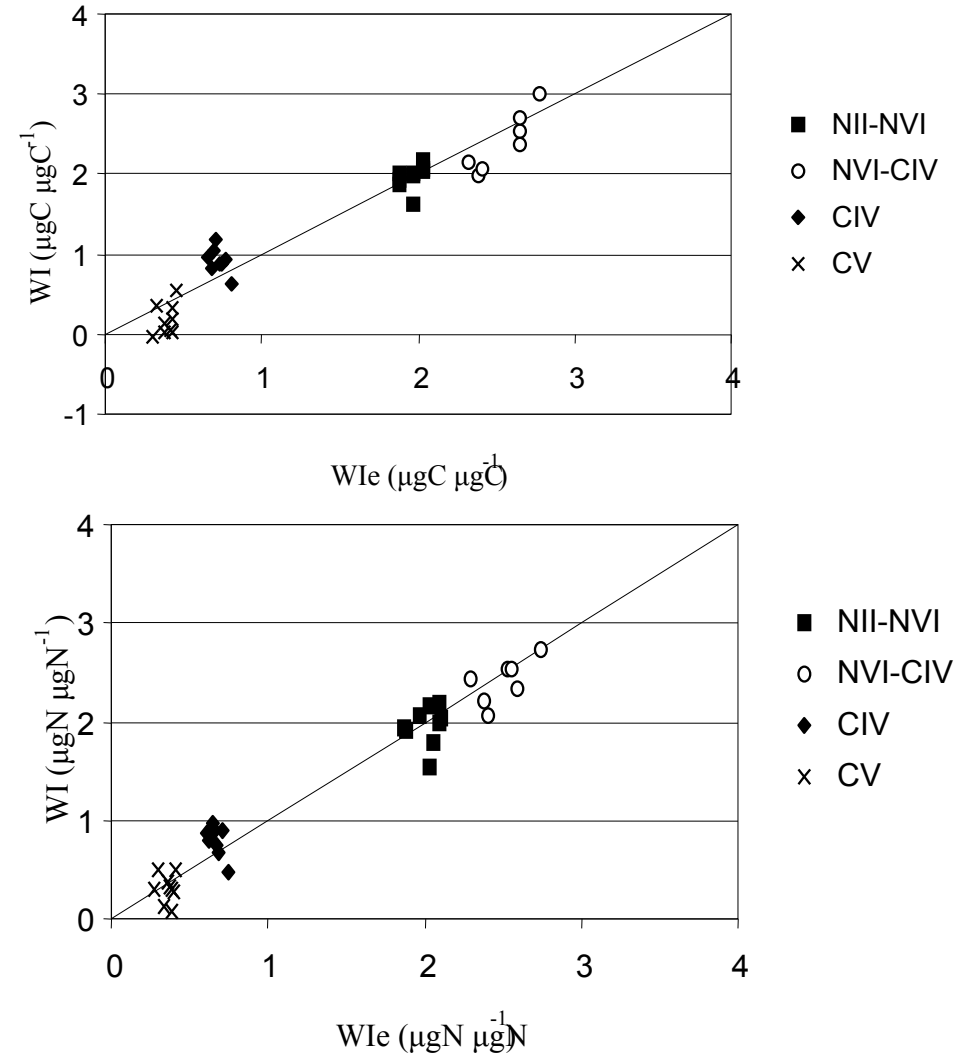 4
3
2
1
0
-1
0 1 2 3 4
WI (µgC µgC-1)
WIe (µgC µgC-1)
NII-NVI
NVI-CIV
CIV
CV
4
3
2
1
0
0 1 2 3 4
WI (µgN µgN-1)
WIe (µgN µgN-1)
NII-NVI
NVI-CIV
CIV
CV